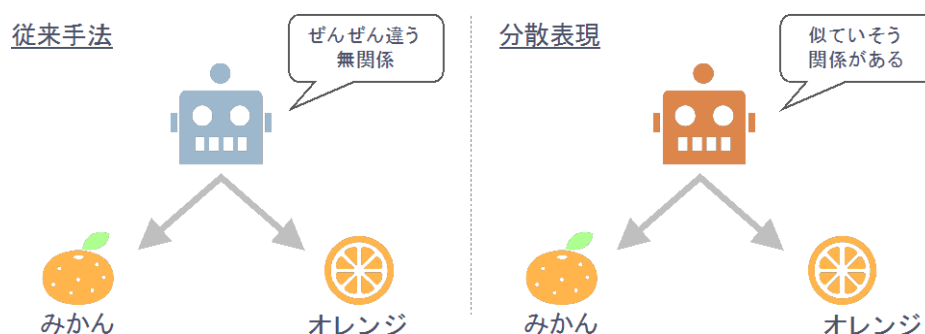 従来手法
ぜんぜん違う
無関係
みかん
オレンジ
分散表現
似ていそう
関係がある
みかん
オレンジ